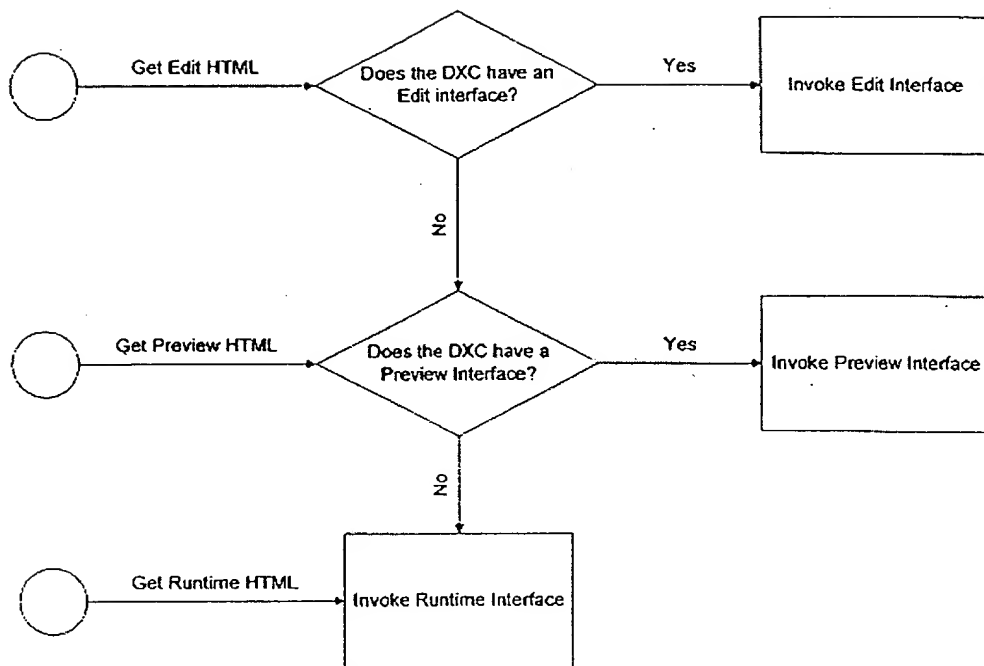 Get Edit HTML
Does the DXC have an
Edit interface?
Yes
Invoke Edit Interface
No
Get Preview HTML
Does the DXC have a
Preview Interface?
Yes
Invoke Preview Interface
No
Get Runtime HTML
Invoke Runtime Interface